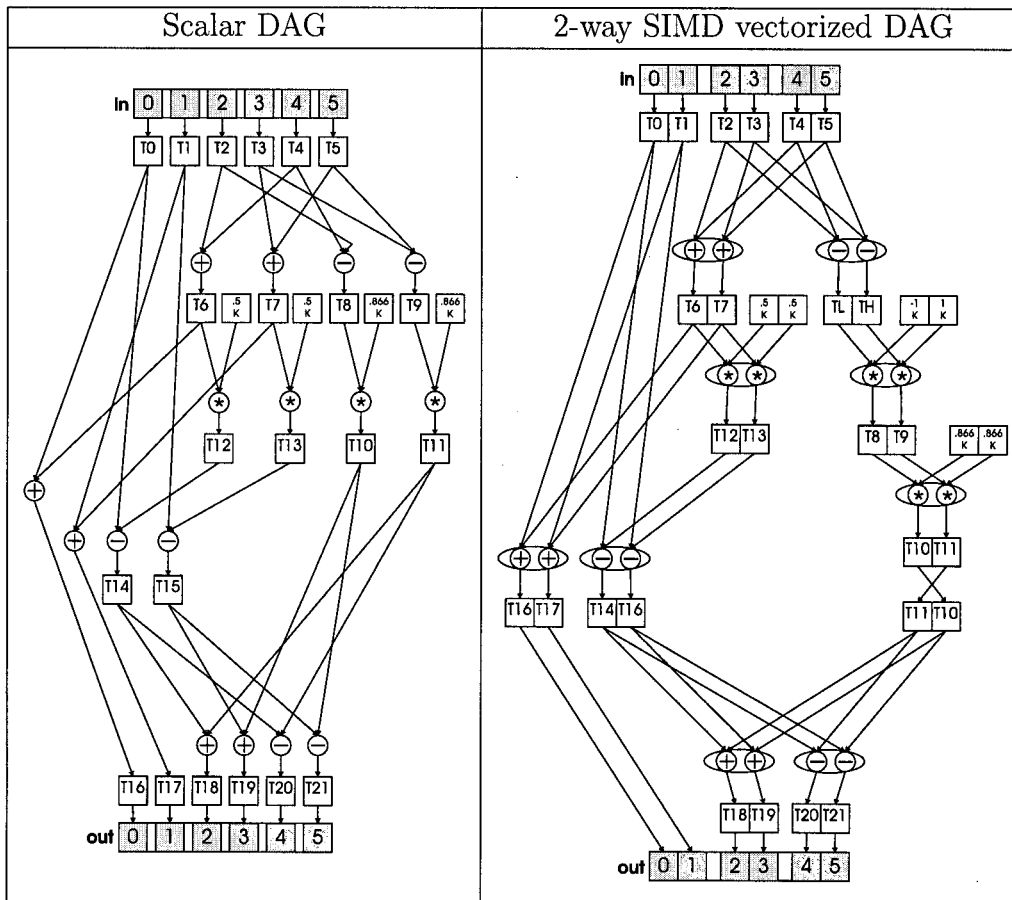 Scalar DAG
in 0 1 2 3 4 5
T0 T1 T2 T3 T4 T5
+ + − −
T6 .5 K T7 .5 K T8 .866 K T9 .866 K
* * * *
T12 T13 T10 T11
+
+ − −
T14 T15
+ + − −
T16 T17 T18 T19 T20 T21
out 0 1 2 3 4 5
2-way SIMD vectorized DAG
in 0 1 2 3 4 5
T0 T1 T2 T3 T4 T5
+ + − −
T6 T7 .5 K .5 K TL TH -1 K 1 K
* * * *
T12 T13 T8 T9 .866 K .866 K
* *
T10 T11
+ + − −
T16 T17 T14 T16 T11 T10
+ + − −
T18 T19 T20 T21
out 0 1 2 3 4 5